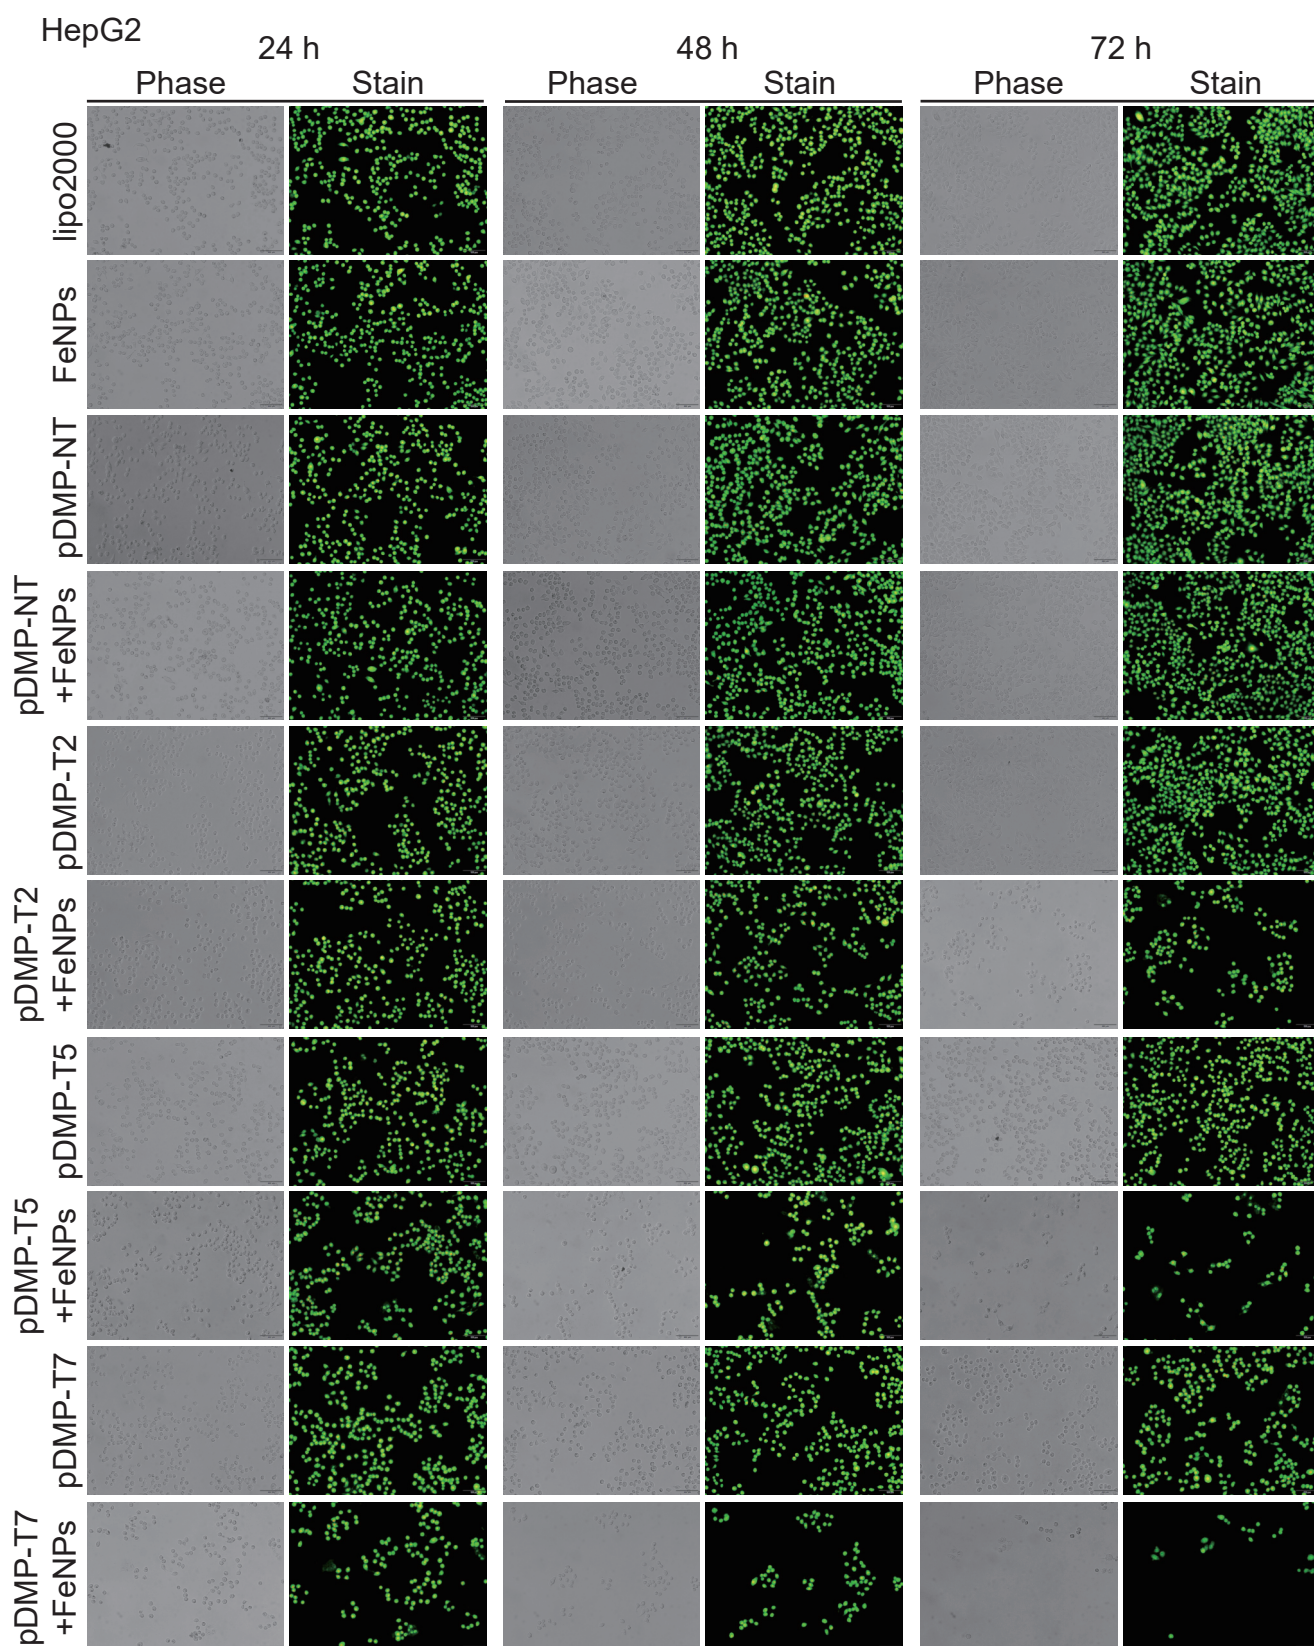 HepG2
24 h
48 h
72 h
Phase
Stain
Phase
Stain
Phase
Stain
lipo2000
FeNPs
pDMP-NT
pDMP-NT
+FeNPs
pDMP-T2
pDMP-T2
+FeNPs
pDMP-T5
pDMP-T5
+FeNPs
pDMP-T7
pDMP-T7
+FeNPs